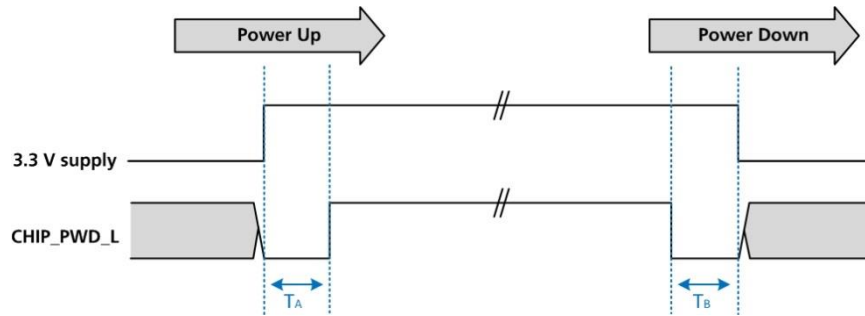 Power Up
Power Down
3.3 V supply
CHIP_PWD_L
TA
TB